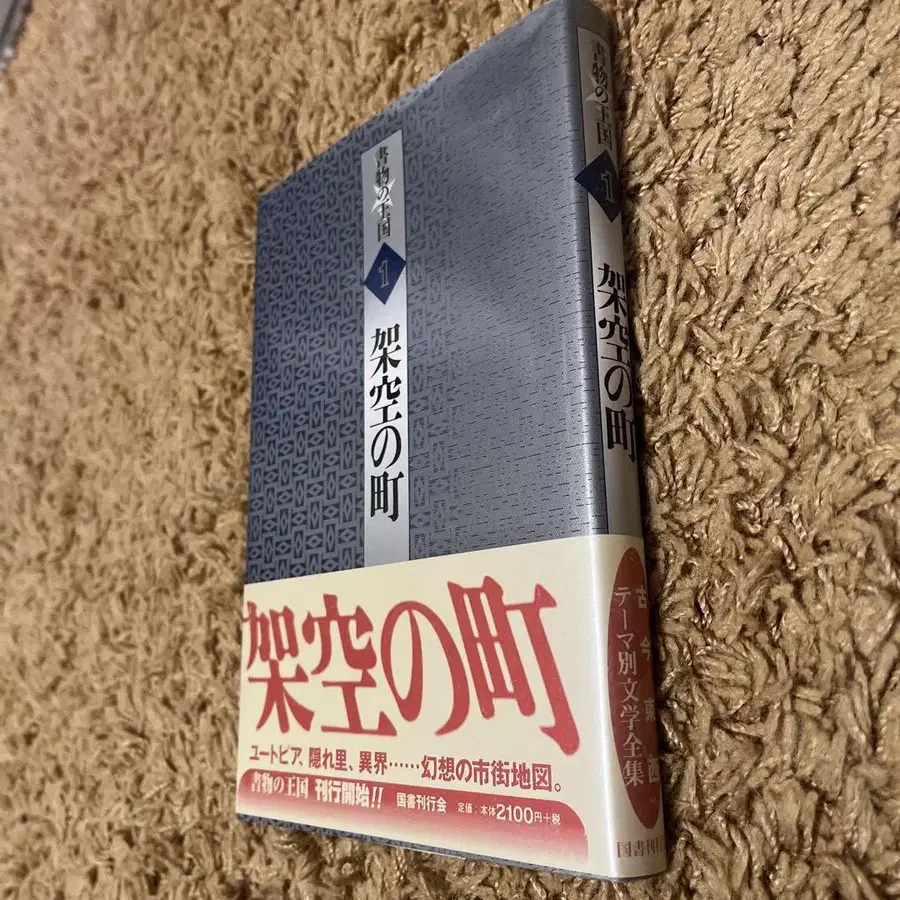 書物の王国
1
架空の町
架空の町
ユートピア、隠れ里、異界……幻想の市街地図。
書物の王国 刊行開始!!
国書刊行会
定価:本体2100円+税
書物の王国
1
架空の町
古今東西
テーマ別文学全集
国書刊行